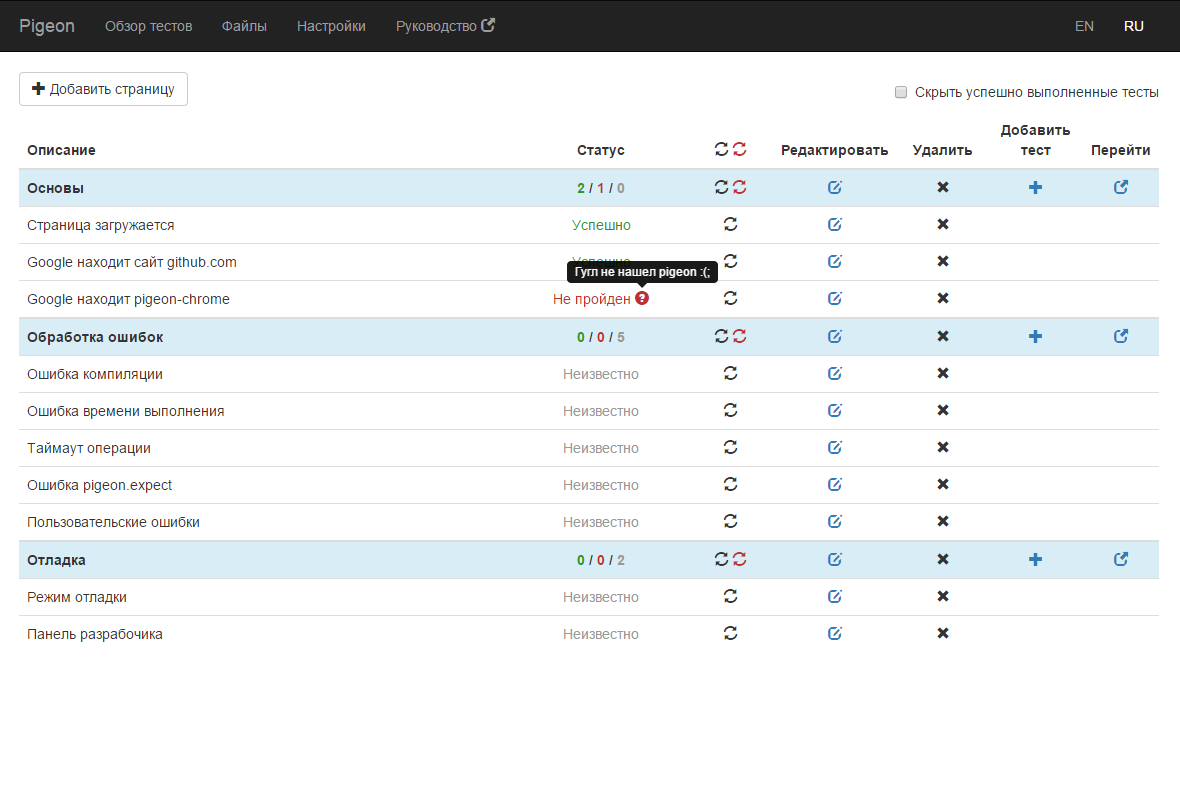 Pigeon Обзор тестов Файлы Настройки Руководство EN RU
Добавить страницу Скрыть успешно выполненные тесты
Описание Статус Редактировать Удалить Добавить тест Перейти
Основы 2 / 1 / 0
Страница загружается Успешно
Google находит сайт github.com Успешно
Гугл не нашел pigeon :(;
Google находит pigeon-chrome Не пройден ?
Обработка ошибок 0 / 0 / 5
Ошибка компиляции Неизвестно
Ошибка времени выполнения Неизвестно
Таймаут операции Неизвестно
Ошибка pigeon.expect Неизвестно
Пользовательские ошибки Неизвестно
Отладка 0 / 0 / 2
Режим отладки Неизвестно
Панель разрабочика Неизвестно